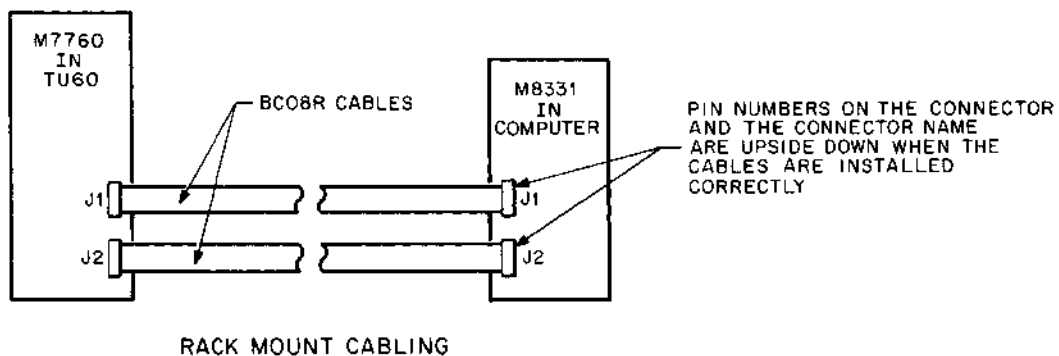 M7760
IN
TU60
BC08R CABLES
M8331
IN
COMPUTER
PIN NUMBERS ON THE CONNECTOR
AND THE CONNECTOR NAME
ARE UPSIDE DOWN WHEN THE
CABLES ARE INSTALLED
CORRECTLY
J1
J1
J2
J2
RACK MOUNT CABLING